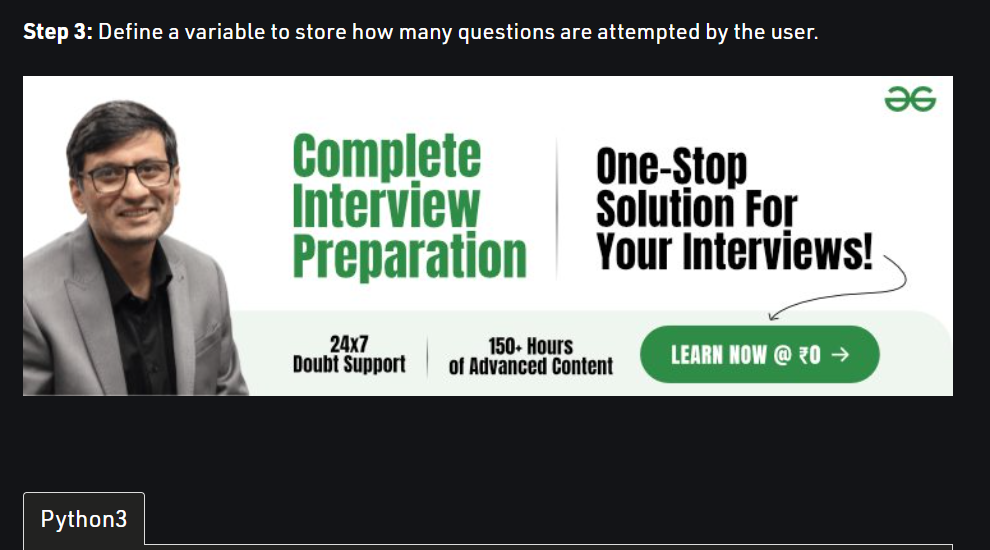 Step 3: Define a variable to store how many questions are attempted by the user.
Complete
Interview
Preparation
One-Stop
Solution For
Your Interviews!
24x7
Doubt Support
150+ Hours
of Advanced Content
LEARN NOW @ ₹0 →
Python3